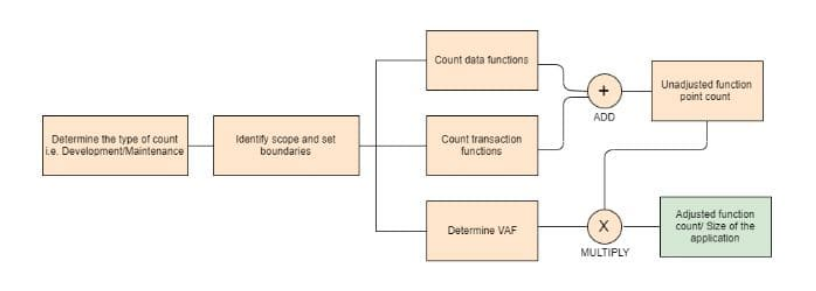 Determine the type of count
i.e. Development/Maintenance
Identify scope and set
boundaries
Count data functions
Count transaction
functions
Determine VAF
+
ADD
Unadjusted function
point count
X
MULTIPLY
Adjusted function
count/ Size of the
application